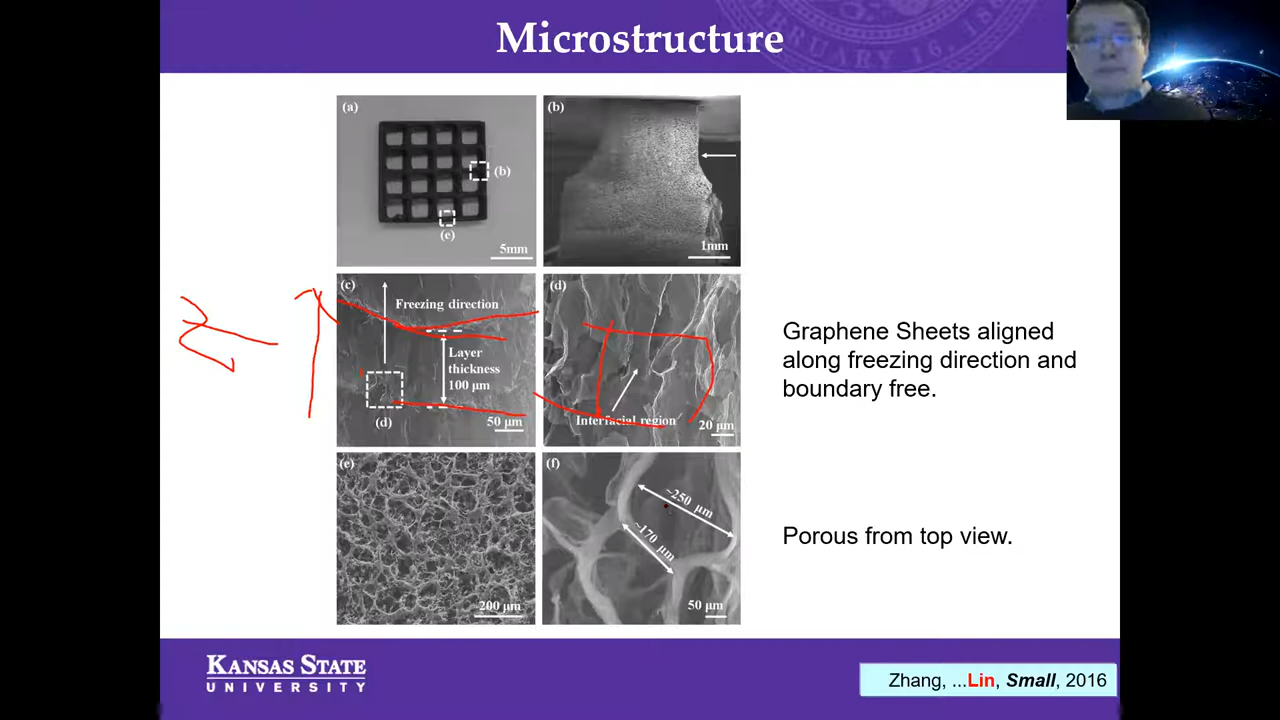 Microstructure
(a)
(b)
(e)
5mm
(b)
1mm
(c)
Freezing direction
Layer
thickness
100 μm
(d)
50 μm
(d)
Interfacial region
20 μm
(e)
200 μm
(f)
~250 μm
~170 μm
50 μm
Graphene Sheets aligned
along freezing direction and
boundary free.
Porous from top view.
KANSAS STATE
UNIVERSITY
Zhang, ...Lin, Small, 2016